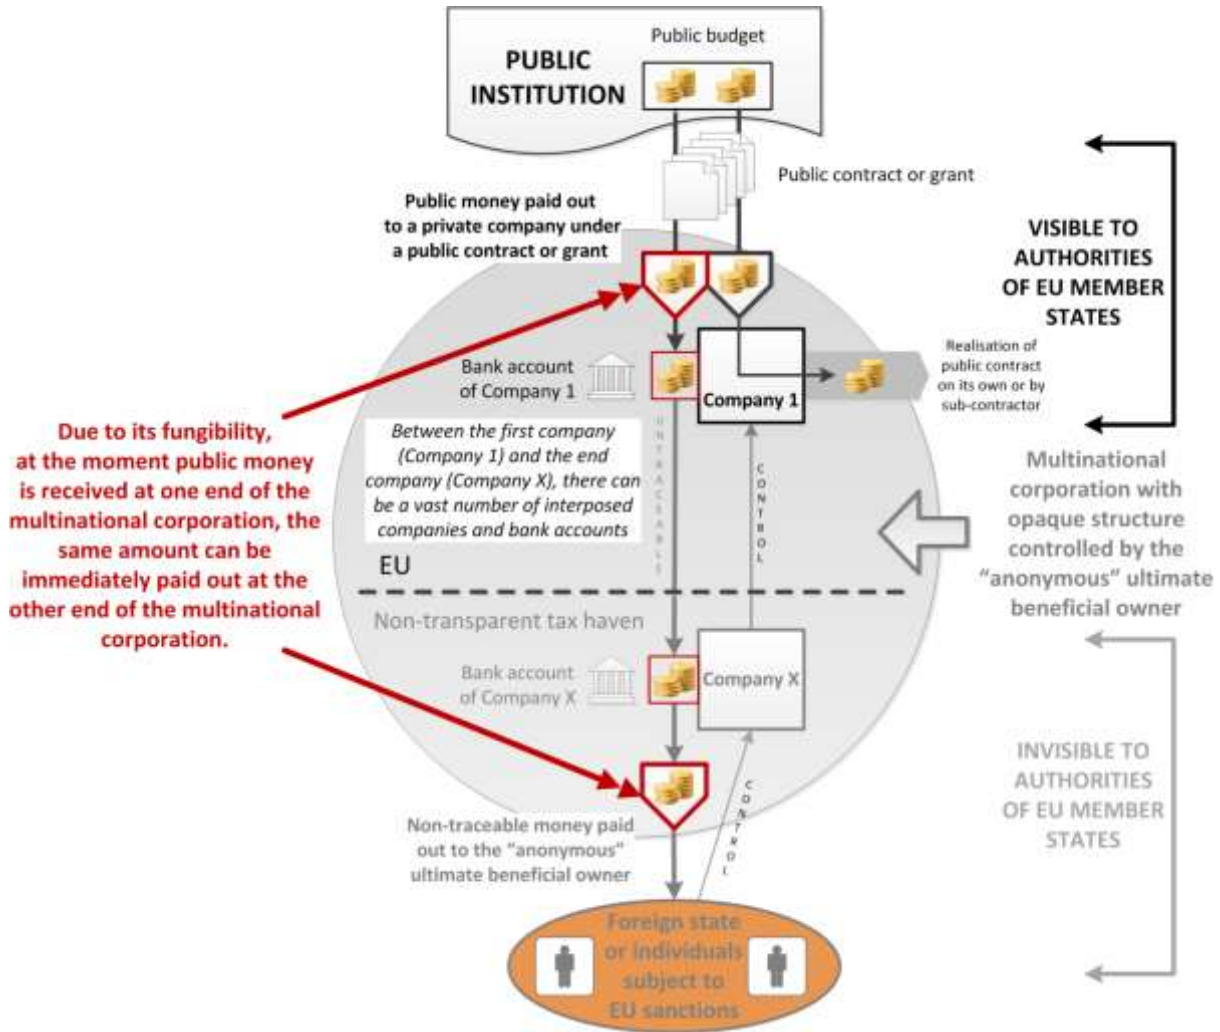 Public budget
PUBLIC
INSTITUTION
Public contract or grant
Public money paid out
to a private company under
a public contract or grant
VISIBLE TO
AUTHORITIES
OF EU MEMBER
STATES
Bank account
of Company 1
Company 1
Realisation of
public contract
on its own or by
sub-contractor
Due to its fungibility,
at the moment public money
is received at one end of the
multinational corporation, the
same amount can be
immediately paid out at the
other end of the multinational
corporation.
Between the first company
(Company 1) and the end
company (Company X), there can
be a vast number of interposed
companies and bank accounts
UNTRACEABLE
CONTROL
Multinational
corporation with
opaque structure
controlled by the
“anonymous” ultimate
beneficial owner
EU
Non-transparent tax haven
Bank account
of Company X
Company X
INVISIBLE TO
AUTHORITIES
OF EU MEMBER
STATES
CONTROL
Non-traceable money paid
out to the “anonymous”
ultimate beneficial owner
Foreign state
or individuals
subject to
EU sanctions